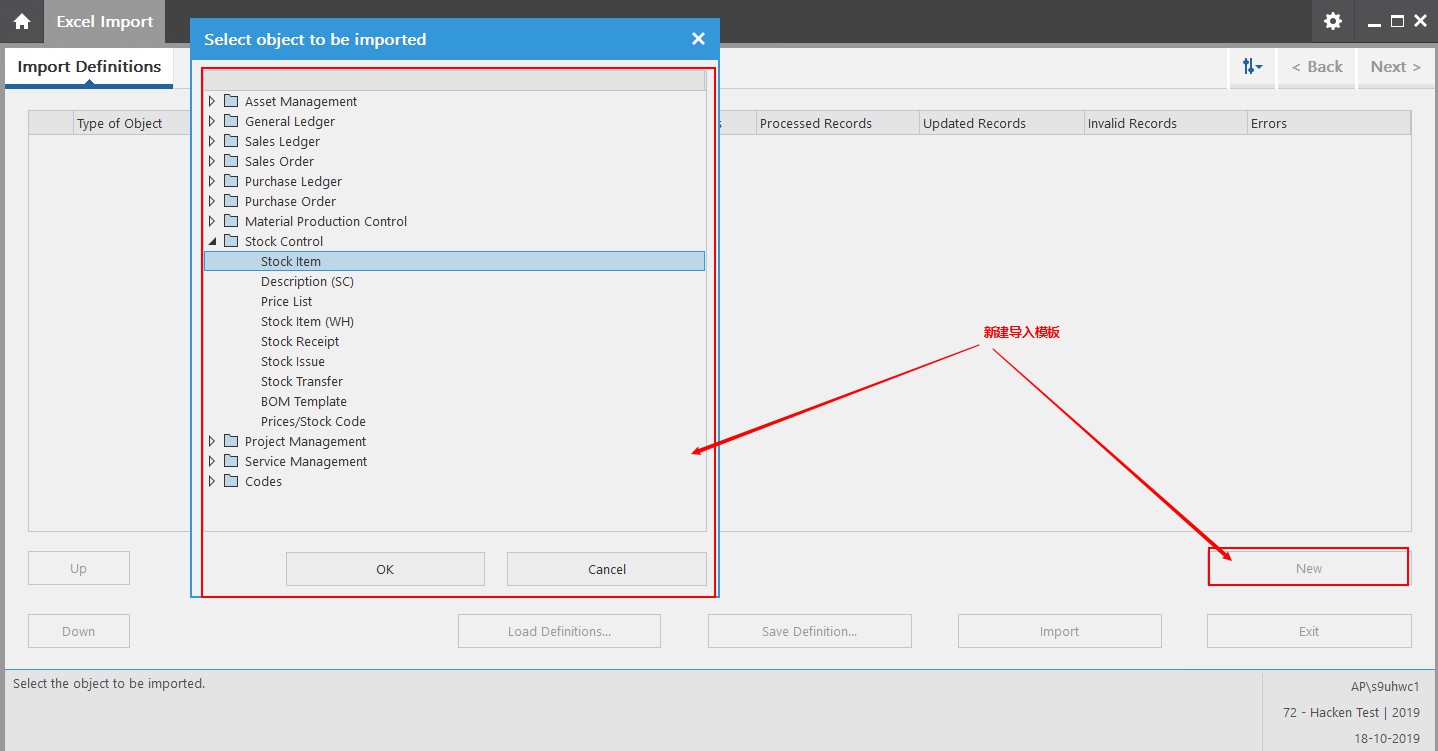 Excel Import
Select object to be imported
Import Definitions
< Back
Next >
Type of Object
Processed Records
Updated Records
Invalid Records
Errors
Asset Management
General Ledger
Sales Ledger
Sales Order
Purchase Ledger
Purchase Order
Material Production Control
Stock Control
Stock Item
Description (SC)
Price List
Stock Item (WH)
Stock Receipt
Stock Issue
Stock Transfer
BOM Template
Prices/Stock Code
Project Management
Service Management
Codes
新建导入模板
OK
Cancel
Up
New
Down
Load Definitions...
Save Definition...
Import
Exit
Select the object to be imported.
AP\s9uhwc1
72 - Hacken Test | 2019
18-10-2019